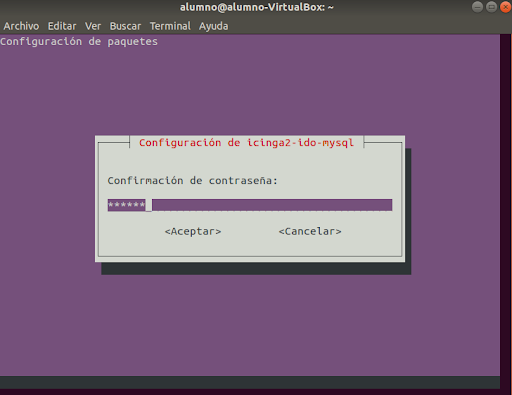 alumno@alumno-VirtualBox: ~
Archivo Editar Ver Buscar Terminal Ayuda
Configuración de paquetes
Configuración de icinga2-ido-mysql
Confirmación de contraseña:
******_
<Aceptar> <Cancelar>